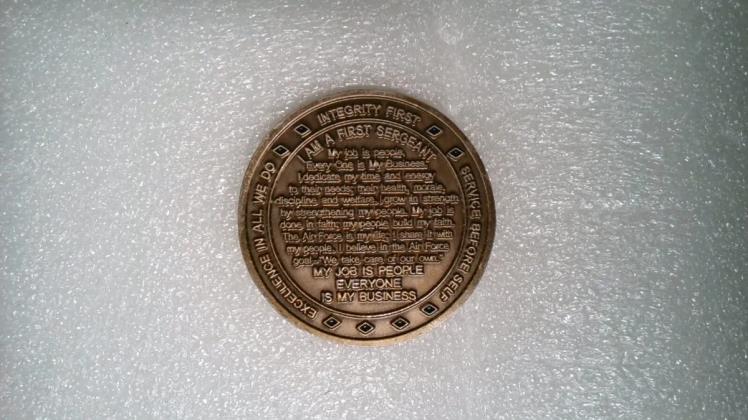 INTEGRITY FIRST
SERVICE BEFORE SELF
EXCELLENCE IN ALL WE DO
I AM A FIRST SERGEANT
My job is people.
Every One is My Business.
I dedicate my time and energy
to their needs; their health, morale,
discipline, and welfare. I grow in strength
by strengthening my people. My job is
done in faith; my people build my faith.
The Air Force is my life; I share it with
my people. I believe in the Air Force
goal-"We take care of our own."
MY JOB IS PEOPLE
EVERYONE
IS MY BUSINESS